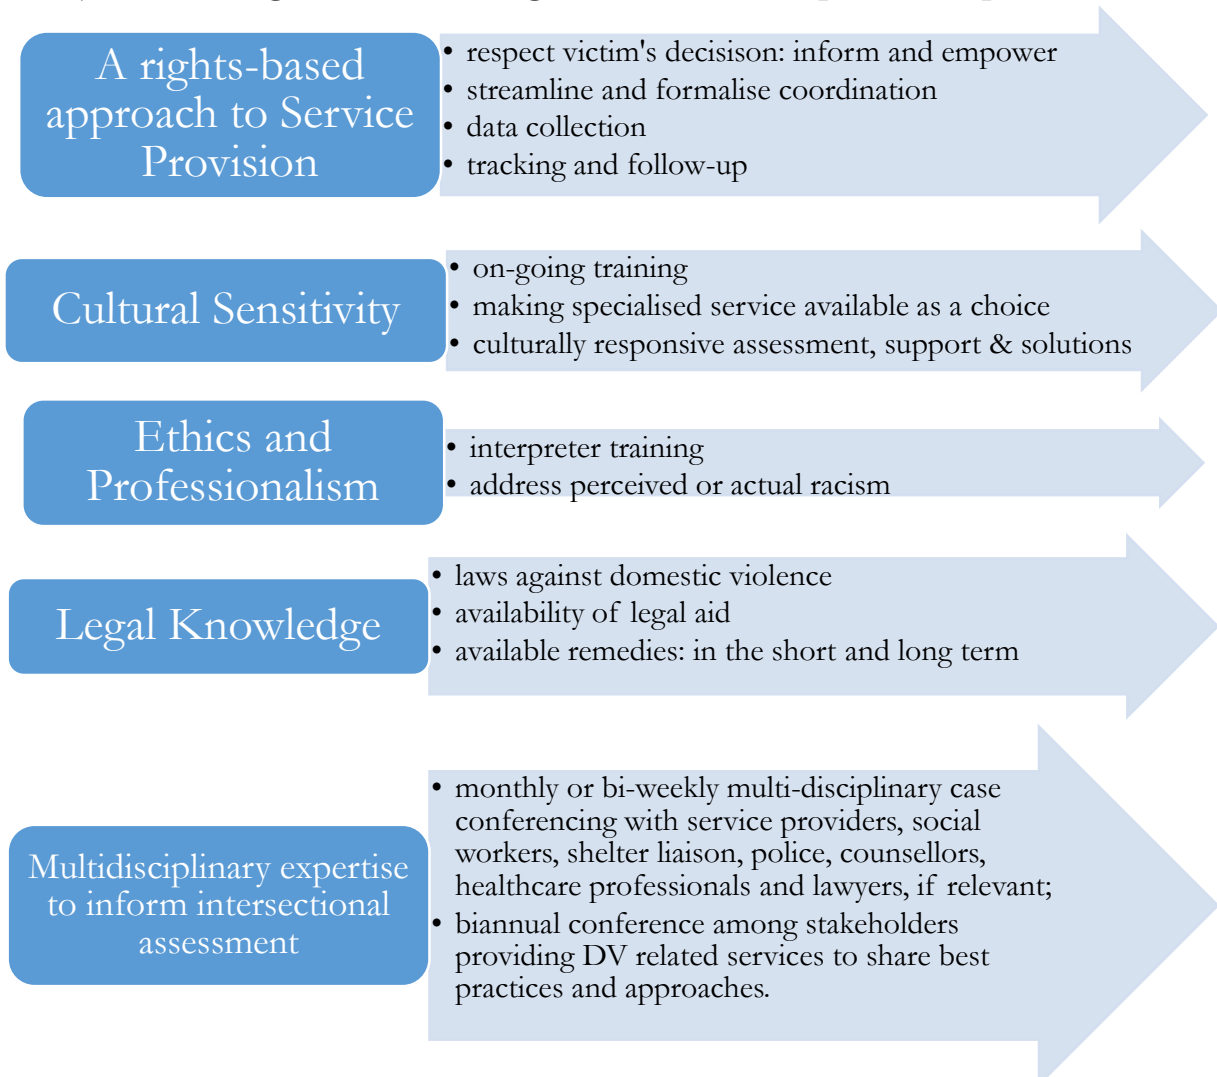 A rights-based
approach to Service
Provision
• respect victim's decisison: inform and empower
• streamline and formalise coordination
• data collection
• tracking and follow-up
Cultural Sensitivity
• on-going training
• making specialised service available as a choice
• culturally responsive assessment, support & solutions
Ethics and
Professionalism
• interpreter training
• address perceived or actual racism
Legal Knowledge
• laws against domestic violence
• availability of legal aid
• available remedies: in the short and long term
Multidisciplinary expertise
to inform intersectional
assessment
• monthly or bi-weekly multi-disciplinary case
conferencing with service providers, social
workers, shelter liaison, police, counsellors,
healthcare professionals and lawyers, if relevant;
• biannual conference among stakeholders
providing DV related services to share best
practices and approaches.